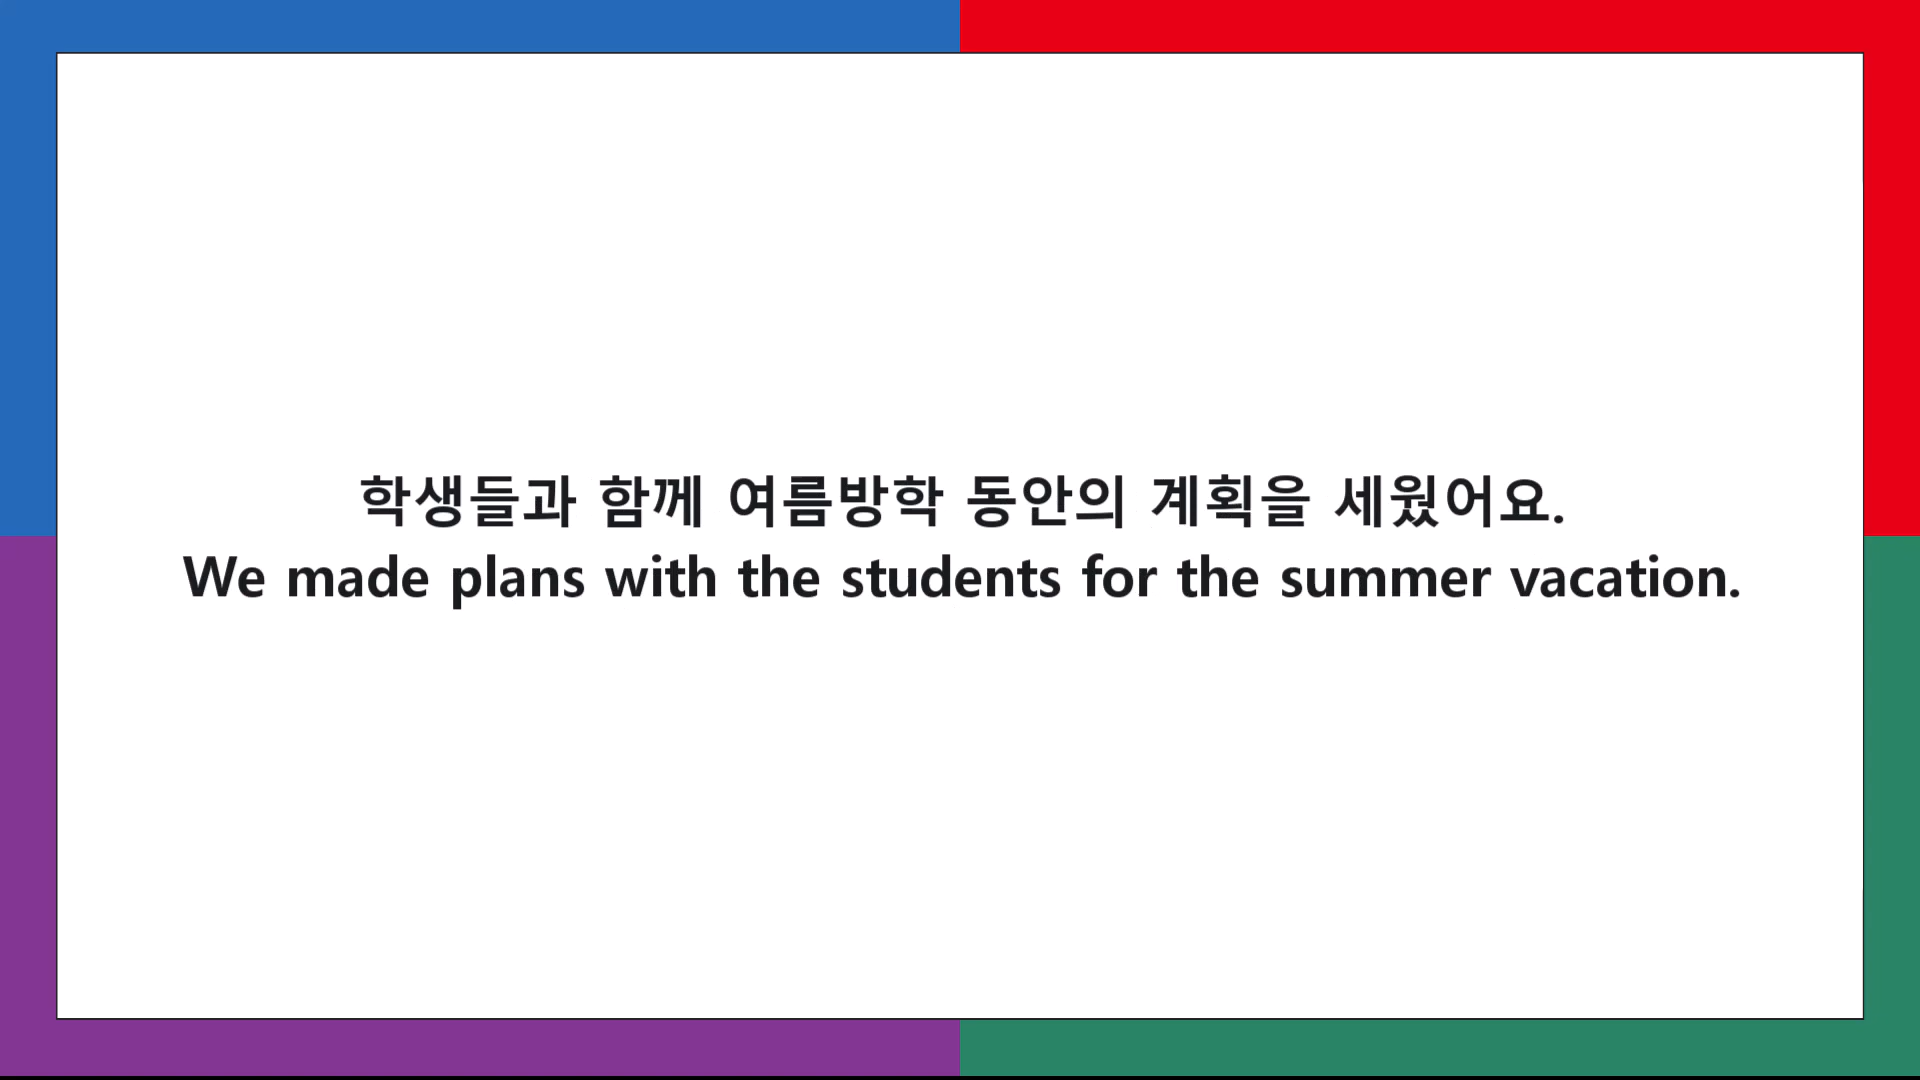 학생들과 함께 여름방학 동안의 계획을 세웠어요.
We made plans with the students for the summer vacation.